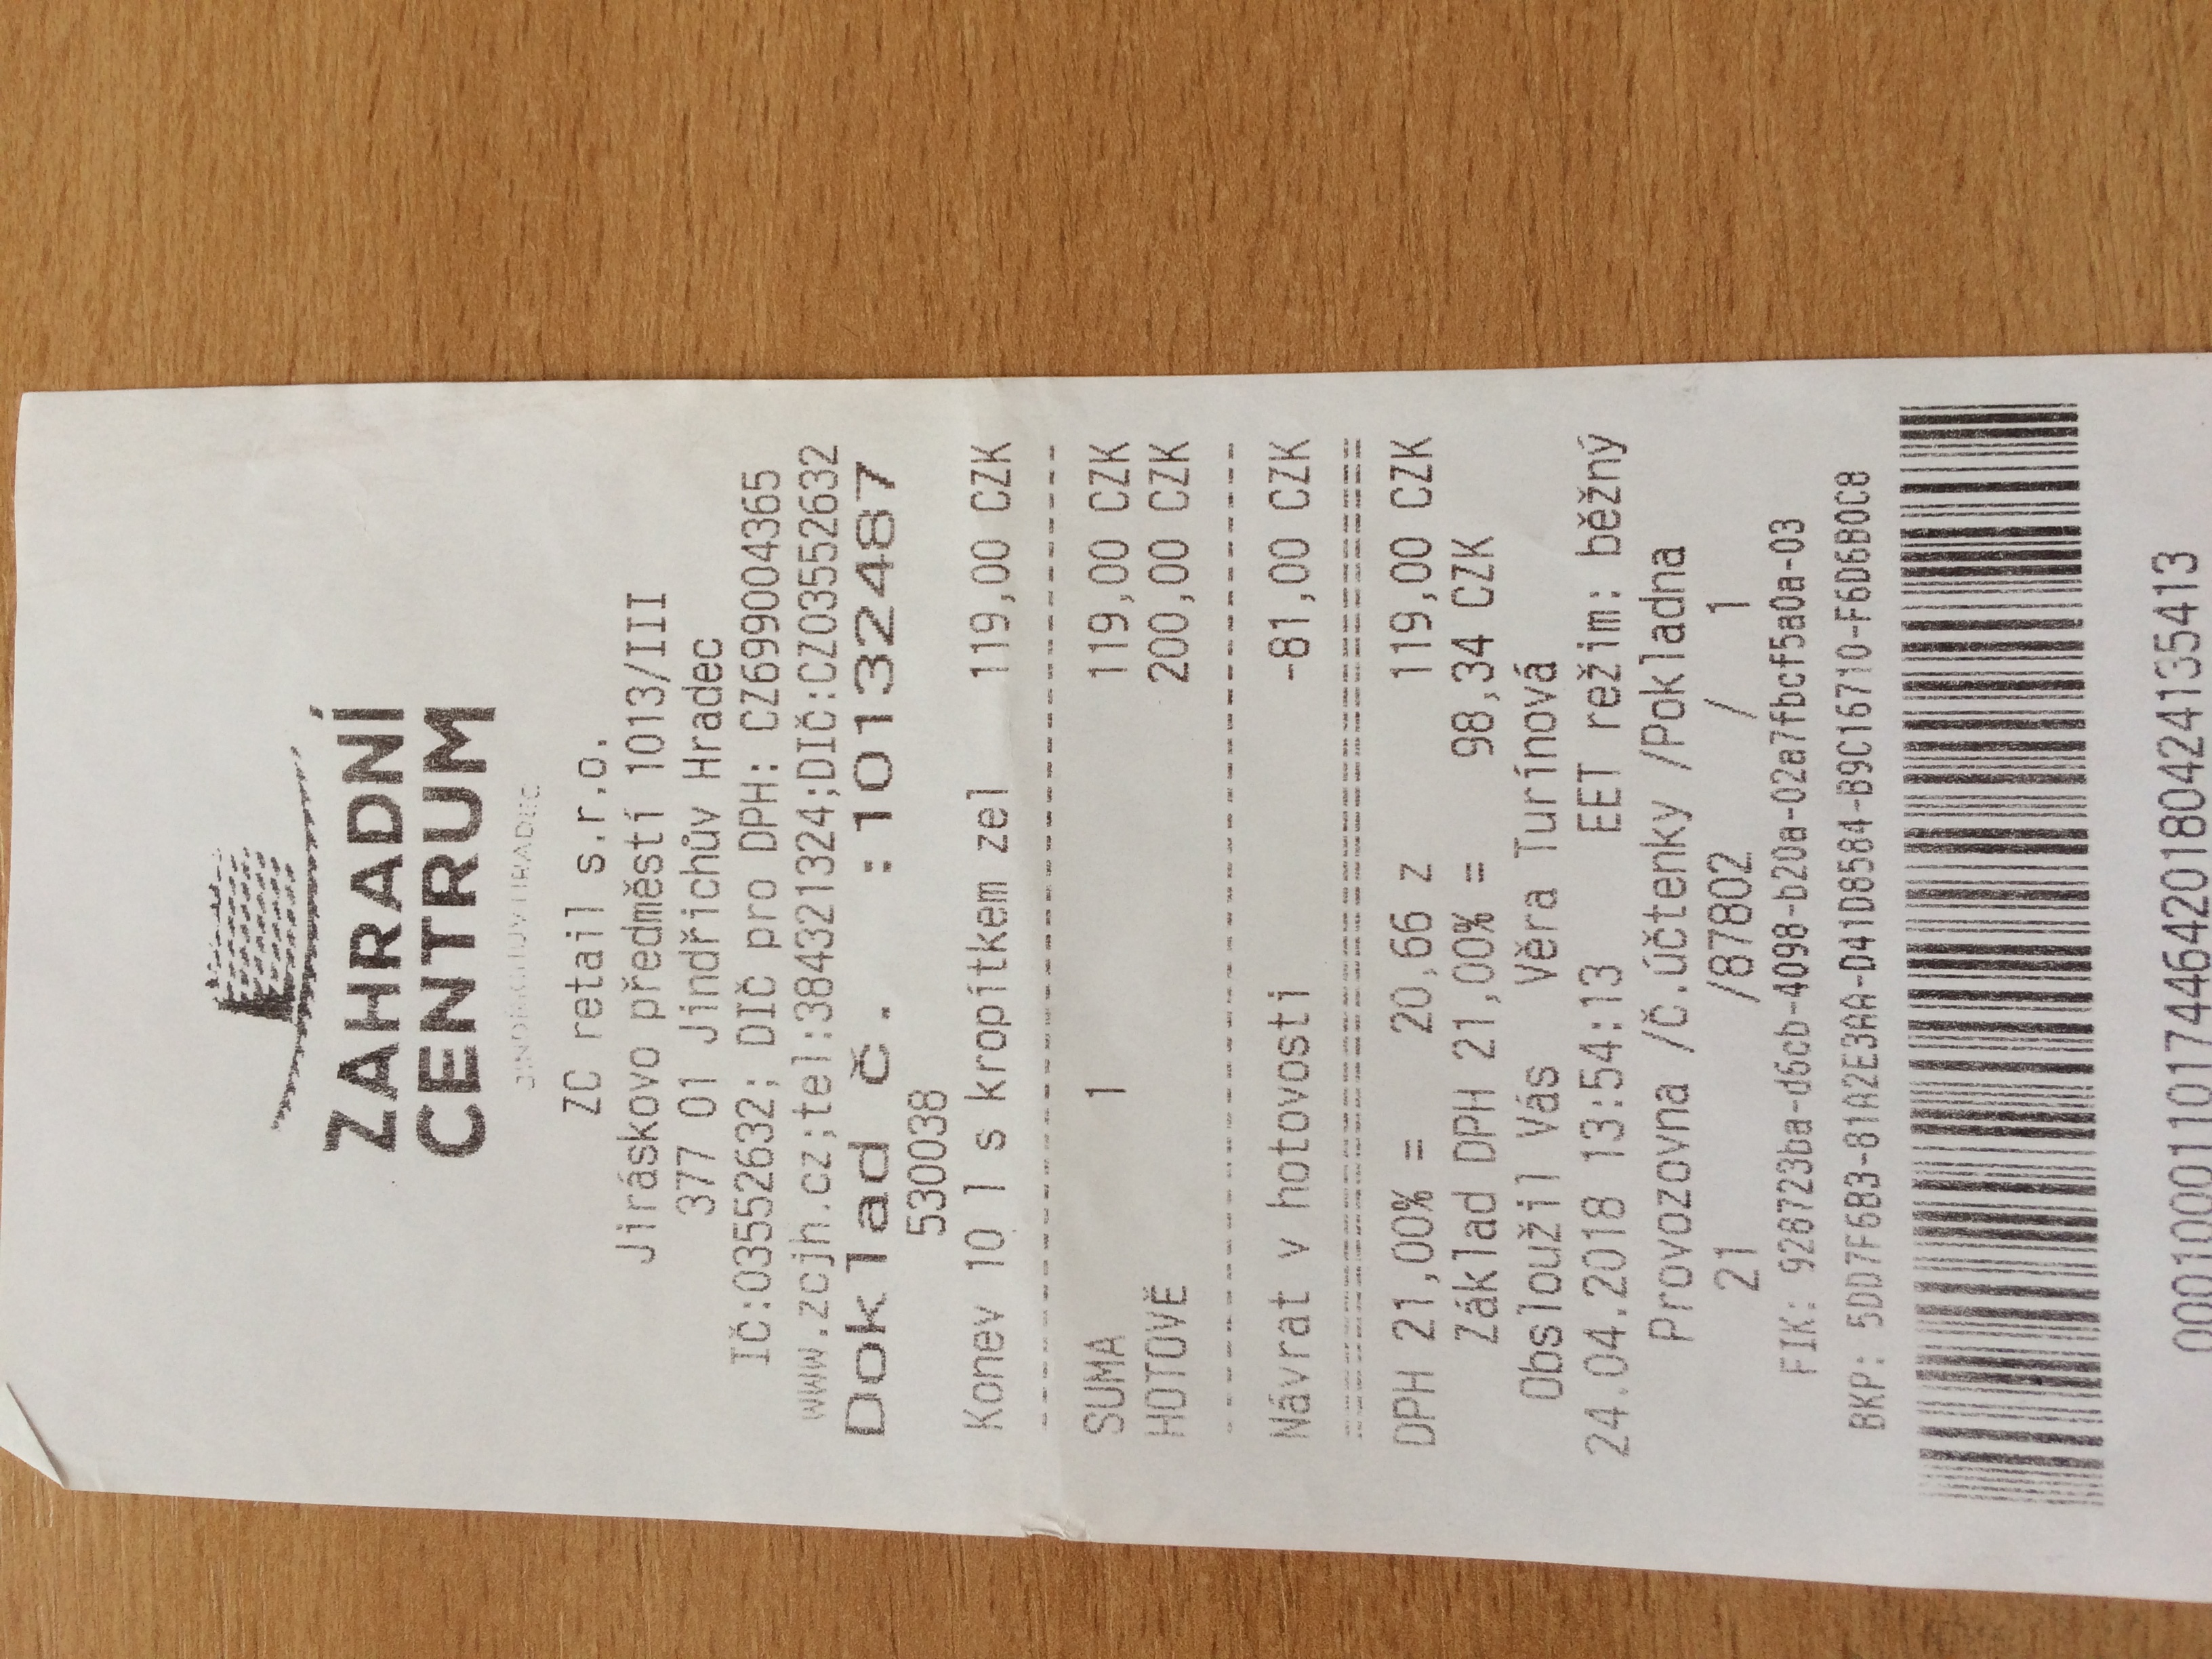 ZAHRADNÍ
CENTRUM
JINDŘICHŮV HRADEC
ZC retail s.r.o.
Jiráskovo předměstí 1013/III
377 01 Jindřichův Hradec
IČ:03552632; DIČ pro DPH: CZ699004365
www.zcjh.cz;tel:384321324;DIČ:CZ03552632
Doklad č. :10132487
530038
Konev 10 l s kropítkem zel 119,00 CZK
SUMA 1 119,00 CZK
HOTOVĚ 200,00 CZK
Návrat v hotovosti -81,00 CZK
DPH 21,00% = 20,66 z 119,00 CZK
Základ DPH 21,00% = 98,34 CZK
Obsloužil Vás Věra Turínová
24.04.2018 13:54:13 EET režim: běžný
Provozovna /č.účtenky /Pokladna
21 /87802 / 1
FIK: 928723ba-d6cb-4098-b20a-02a7fbcf5a0a-03
BKP: 5DD7F6B3-81A2E3AA-D41D8584-B9C16710-F6D6B0C8
0001000110174464201804241354​13